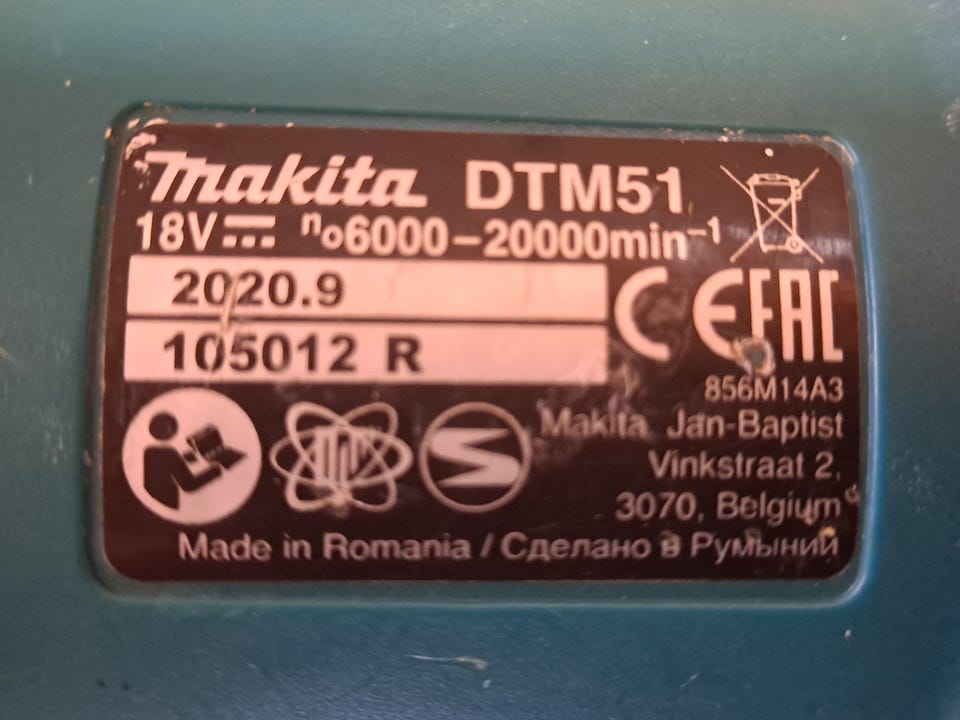 makita DTM51
18V⎓ n₀6000–20000min⁻¹
2020.9
105012 R
CE EAC
856M14A3
Makita Jan-Baptist
Vinkstraat 2,
3070, Belgium
Made in Romania / Сделано в Румынии